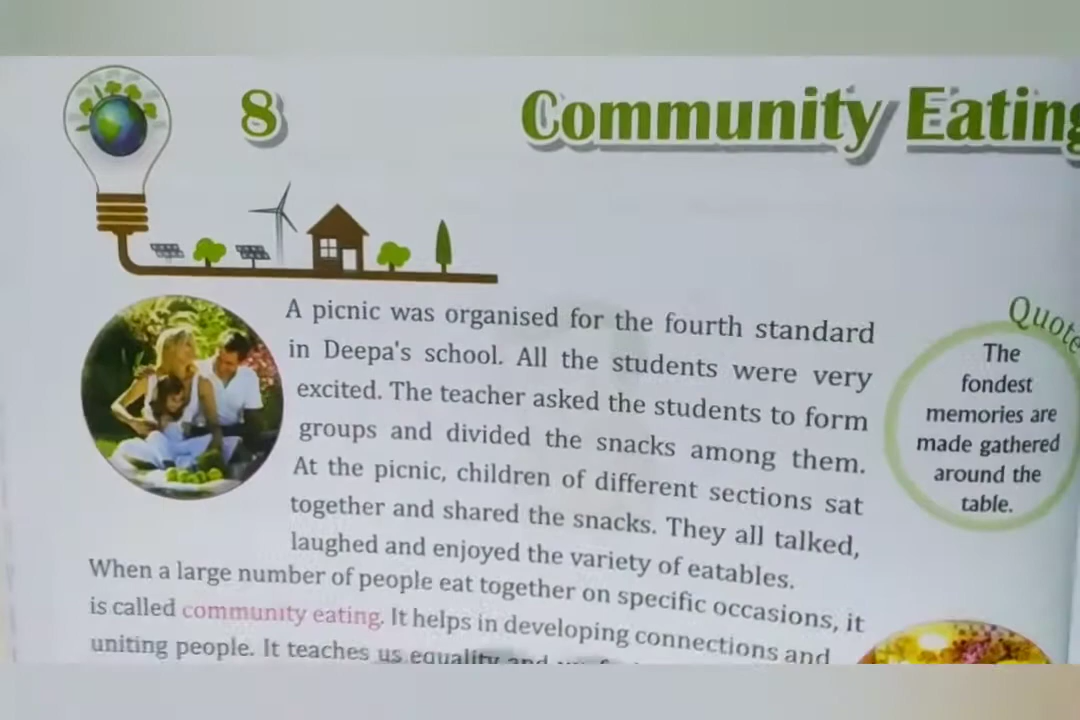 8
Community Eating
A picnic was organised for the fourth standard
in Deepa's school. All the students were very
excited. The teacher asked the students to form
groups and divided the snacks among them.
At the picnic, children of different sections sat
together and shared the snacks. They all talked,
laughed and enjoyed the variety of eatables.
When a large number of people eat together on specific occasions, it
is called community eating. It helps in developing connections and
uniting people. It teaches us equality and
Quote
The
fondest
memories are
made gathered
around the
table.